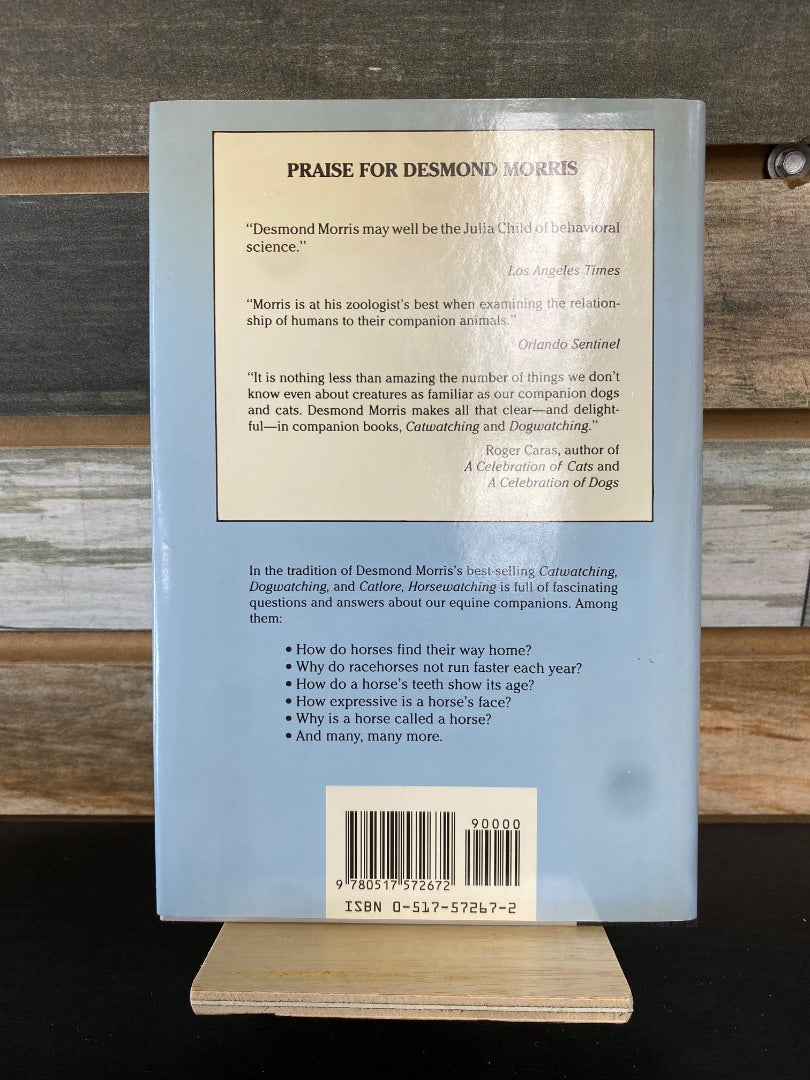 PRAISE FOR DESMOND MORRIS
“Desmond Morris may well be the Julia Child of behavioral
science.”
Los Angeles Times
“Morris is at his zoologist’s best when examining the relation-
ship of humans to their companion animals.”
Orlando Sentinel
“It is nothing less than amazing the number of things we don’t
know even about creatures as familiar as our companion dogs
and cats. Desmond Morris makes all that clear—and delight-
ful—in companion books, Catwatching and Dogwatching.”
Roger Caras, author of
A Celebration of Cats and
A Celebration of Dogs
In the tradition of Desmond Morris’s best-selling Catwatching,
Dogwatching, and Catlore, Horsewatching is full of fascinating
questions and answers about our equine companions. Among
them:
• How do horses find their way home?
• Why do racehorses not run faster each year?
• How do a horse’s teeth show its age?
• How expressive is a horse’s face?
• Why is a horse called a horse?
• And many, many more.
90000
9 780517 572672
ISBN 0-517-57267-2